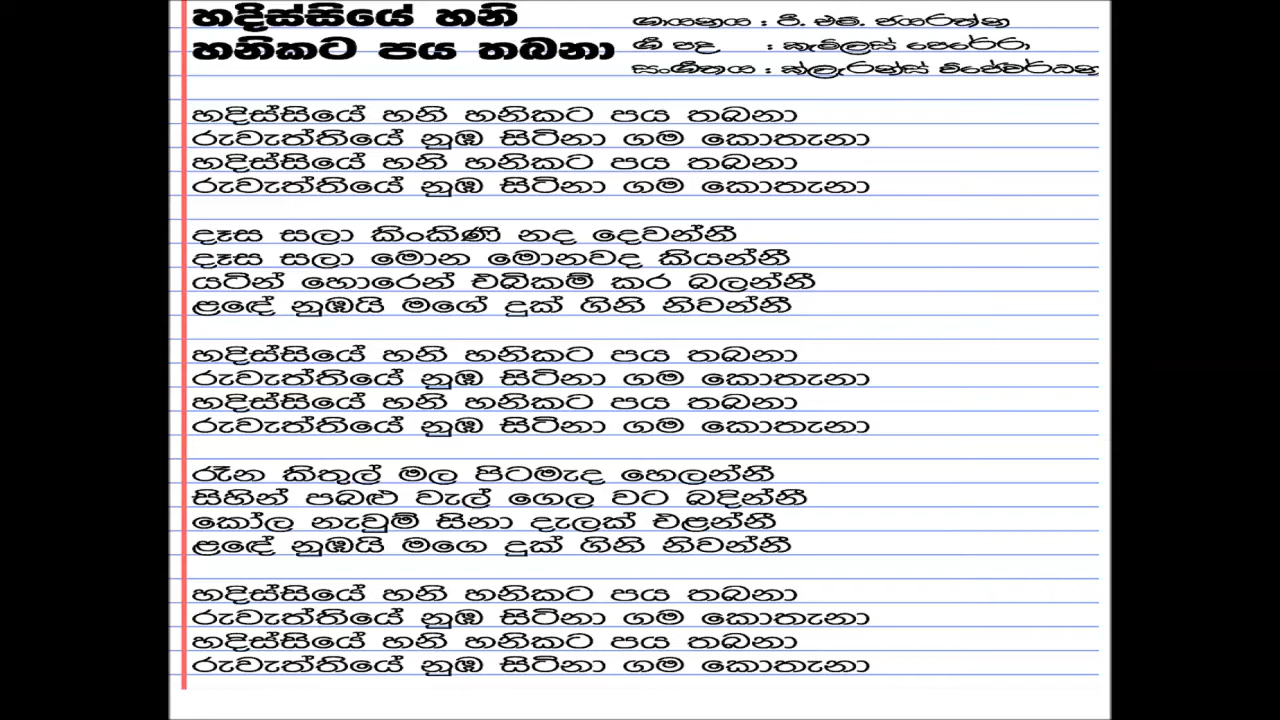 හදිස්සියේ හනි
හනිකට පය තබනා
ගායනය : පී. එම්. ජයරත්න
ගී පද : කැමිලස් පෙරේරා
සංගීතය : ක්ලැරන්ස් විජේවර්ධන
හදිස්සියේ හනි හනිකට පය තබනා
රුවැත්තියේ නුඹ සිටිනා ගම කොතැනා
හදිස්සියේ හනි හනිකට පය තබනා
රුවැත්තියේ නුඹ සිටිනා ගම කොතැනා
දෑස සලා කිංකිණි නද දෙවන්නී
දෑස සලා මොන මොනවද කියන්නී
යටින් හොරෙන් එබිකම් කර බලන්නී
ළඳේ නුඹයි මගේ දුක් ගිනි නිවන්නී
හදිස්සියේ හනි හනිකට පය තබනා
රුවැත්තියේ නුඹ සිටිනා ගම කොතැනා
හදිස්සියේ හනි හනිකට පය තබනා
රුවැත්තියේ නුඹ සිටිනා ගම කොතැනා
රෑන කිතුල් මල පිටමැද හෙලන්නී
සිහින් පබළු වැල් ගෙල වට බදින්නී
කෝල නැවුම් සිනා දැලක් එළන්නී
ළඳේ නුඹයි මගෙ දුක් ගිනි නිවන්නී
හදිස්සියේ හනි හනිකට පය තබනා
රුවැත්තියේ නුඹ සිටිනා ගම කොතැනා
හදිස්සියේ හනි හනිකට පය තබනා
රුවැත්තියේ නුඹ සිටිනා ගම කොතැනා